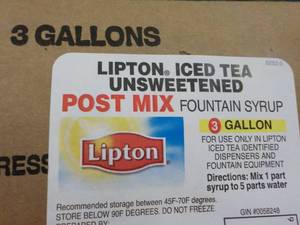 3 GALLONS
LIPTON® ICED TEA
UNSWEETENED
POST MIX FOUNTAIN SYRUP
3 GALLON
FOR USE ONLY IN LIPTON
ICED TEA IDENTIFIED
DISPENSERS AND
FOUNTAIN EQUIPMENT
Lipton
RESS
Directions: Mix 1 part
syrup to 5 parts water
Recommended storage between 45F-70F degrees.
STORE BELOW 90F DEGREES. DO NOT FREEZE.
GIN #0058248
PREPARED BY: